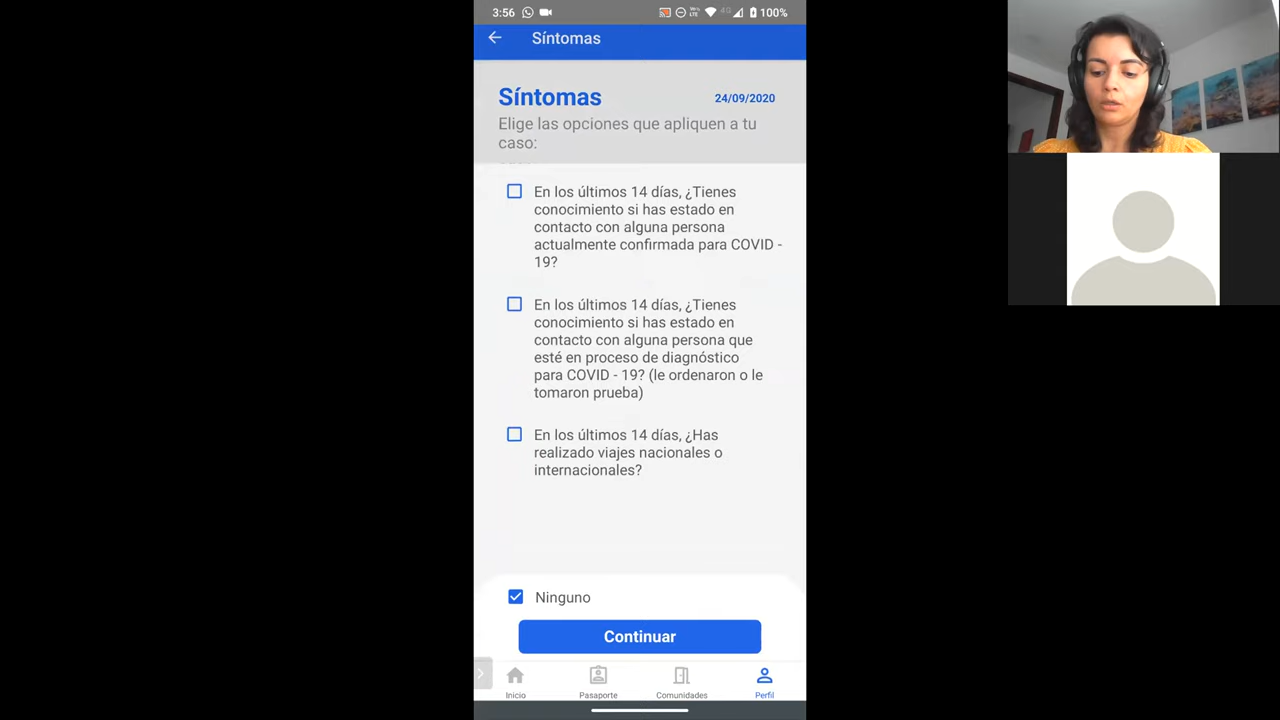 3:56
100%
Síntomas
Síntomas
24/09/2020
Elige las opciones que apliquen a tu
caso:
En los últimos 14 días, ¿Tienes
conocimiento si has estado en
contacto con alguna persona
actualmente confirmada para COVID -
19?
En los últimos 14 días, ¿Tienes
conocimiento si has estado en
contacto con alguna persona que
esté en proceso de diagnóstico
para COVID - 19? (le ordenaron o le
tomaron prueba)
En los últimos 14 días, ¿Has
realizado viajes nacionales o
internacionales?
Ninguno
Continuar
Inicio
Pasaporte
Comunidades
Perfil